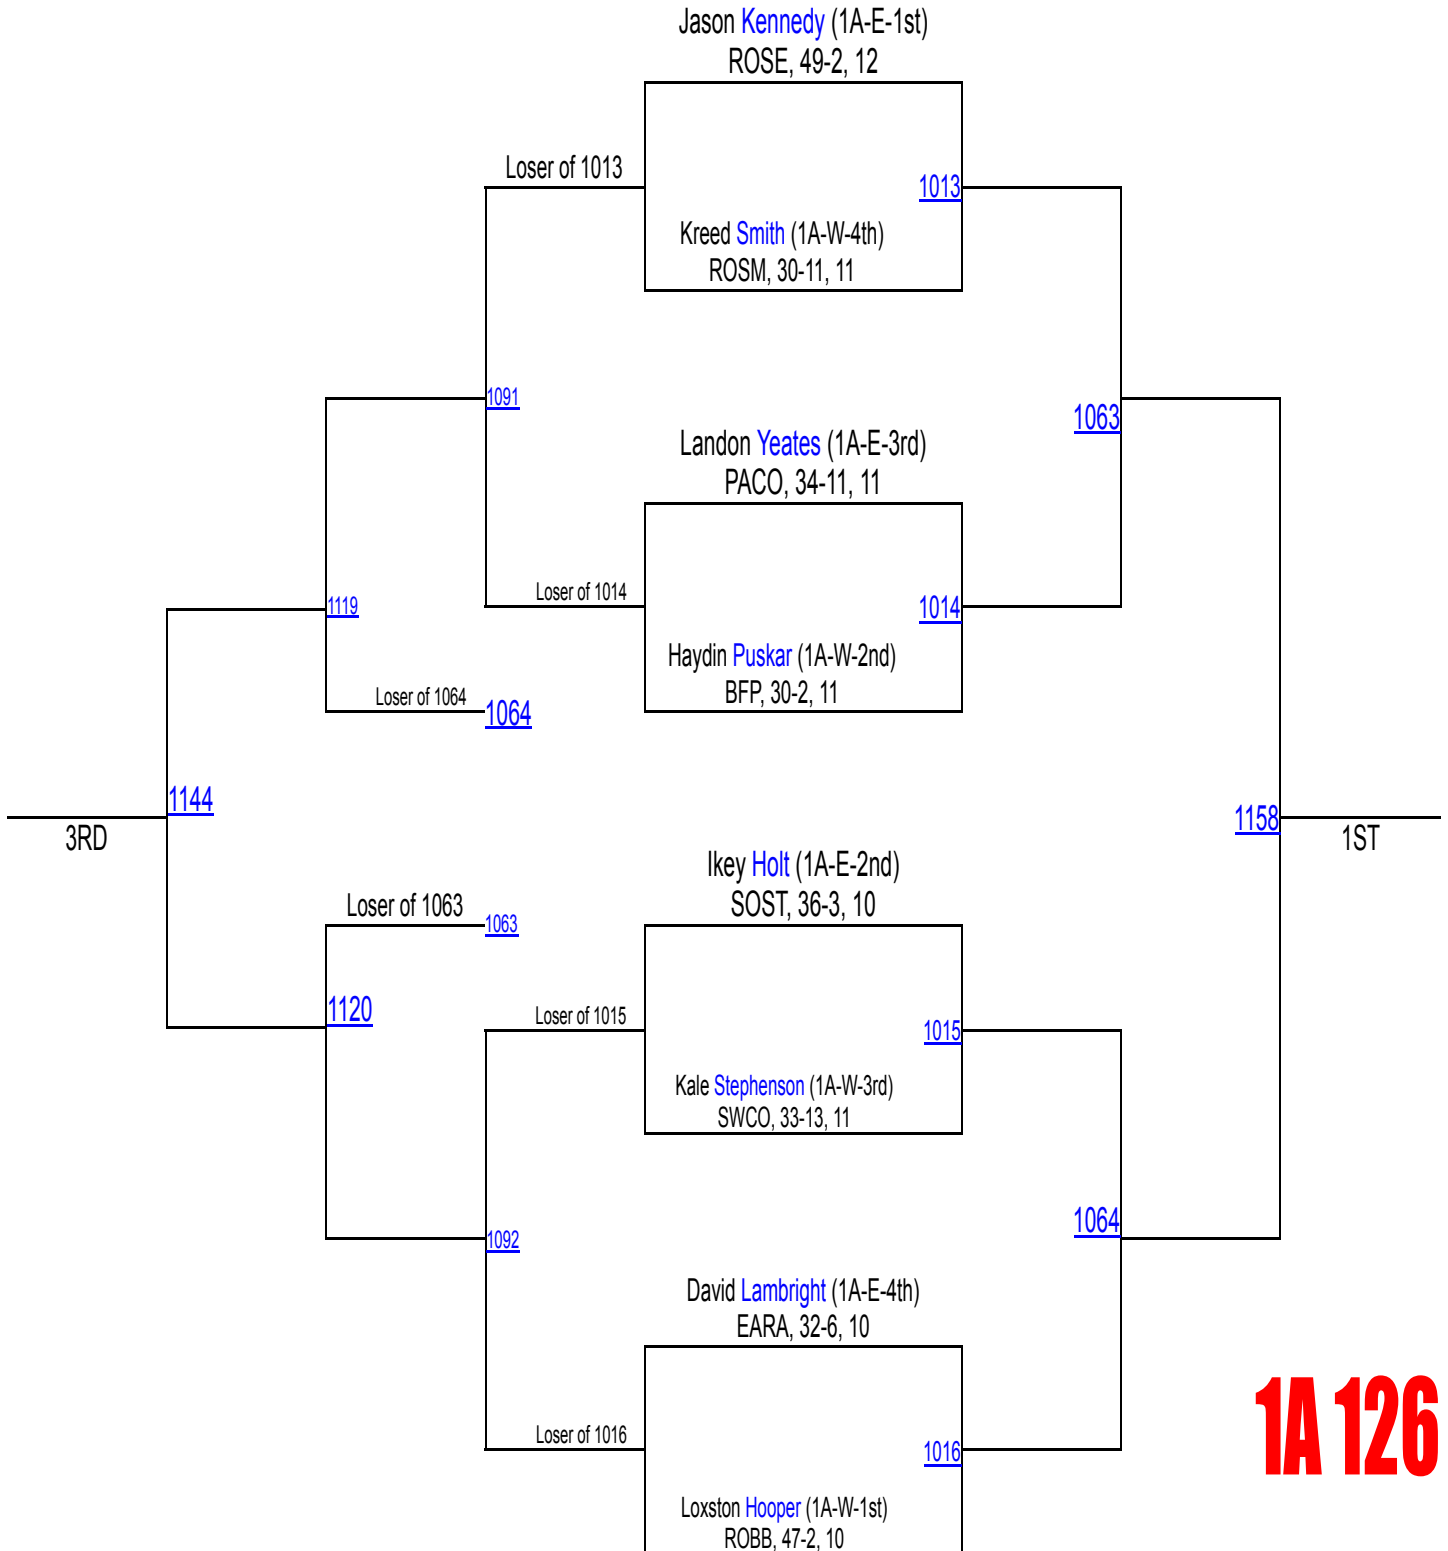 Jason Kennedy (1A-E-1st)
ROSE, 49-2, 12
Loser of 1013
1013
Kreed Smith (1A-W-4th)
ROSM, 30-11, 11
1091
1063
Landon Yeates (1A-E-3rd)
PACO, 34-11, 11
Loser of 1014
1014
1119
Haydin Puskar (1A-W-2nd)
BFP, 30-2, 11
Loser of 1064
1064
1144
3RD
1158
1ST
Ikey Holt (1A-E-2nd)
SOST, 36-3, 10
Loser of 1063
1063
1120
Loser of 1015
1015
Kale Stephenson (1A-W-3rd)
SWCO, 33-13, 11
1092
1064
David Lambright (1A-E-4th)
EARA, 32-6, 10
Loser of 1016
1016
1A 126
Loxston Hooper (1A-W-1st)
ROBB, 47-2, 10